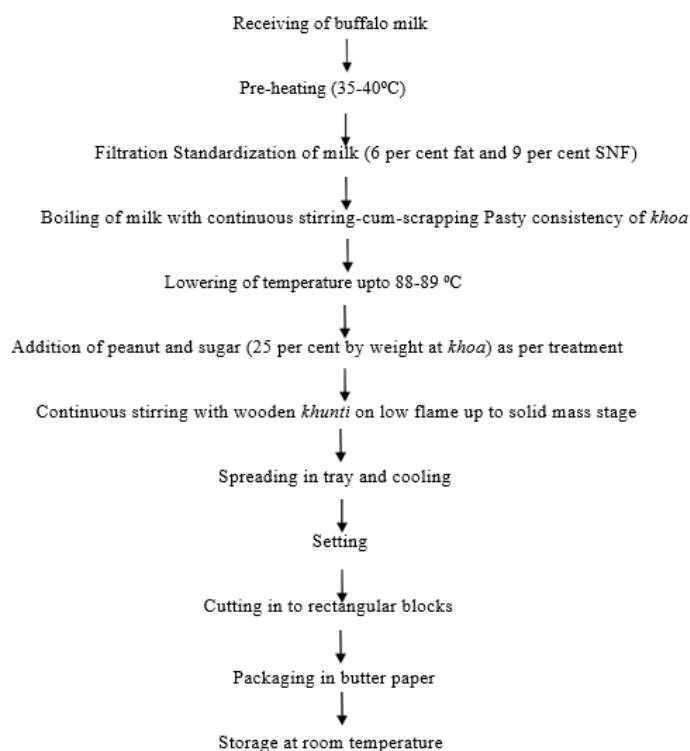 Receiving of buffalo milk
Pre-heating (35-40⁰C)
Filtration Standardization of milk (6 per cent fat and 9 per cent SNF)
Boiling of milk with continuous stirring-cum-scrapping Pasty consistency of khoa
Lowering of temperature upto 88-89 ⁰C
Addition of peanut and sugar (25 per cent by weight at khoa) as per treatment
Continuous stirring with wooden khunti on low flame up to solid mass stage
Spreading in tray and cooling
Setting
Cutting in to rectangular blocks
Packaging in butter paper
Storage at room temperature